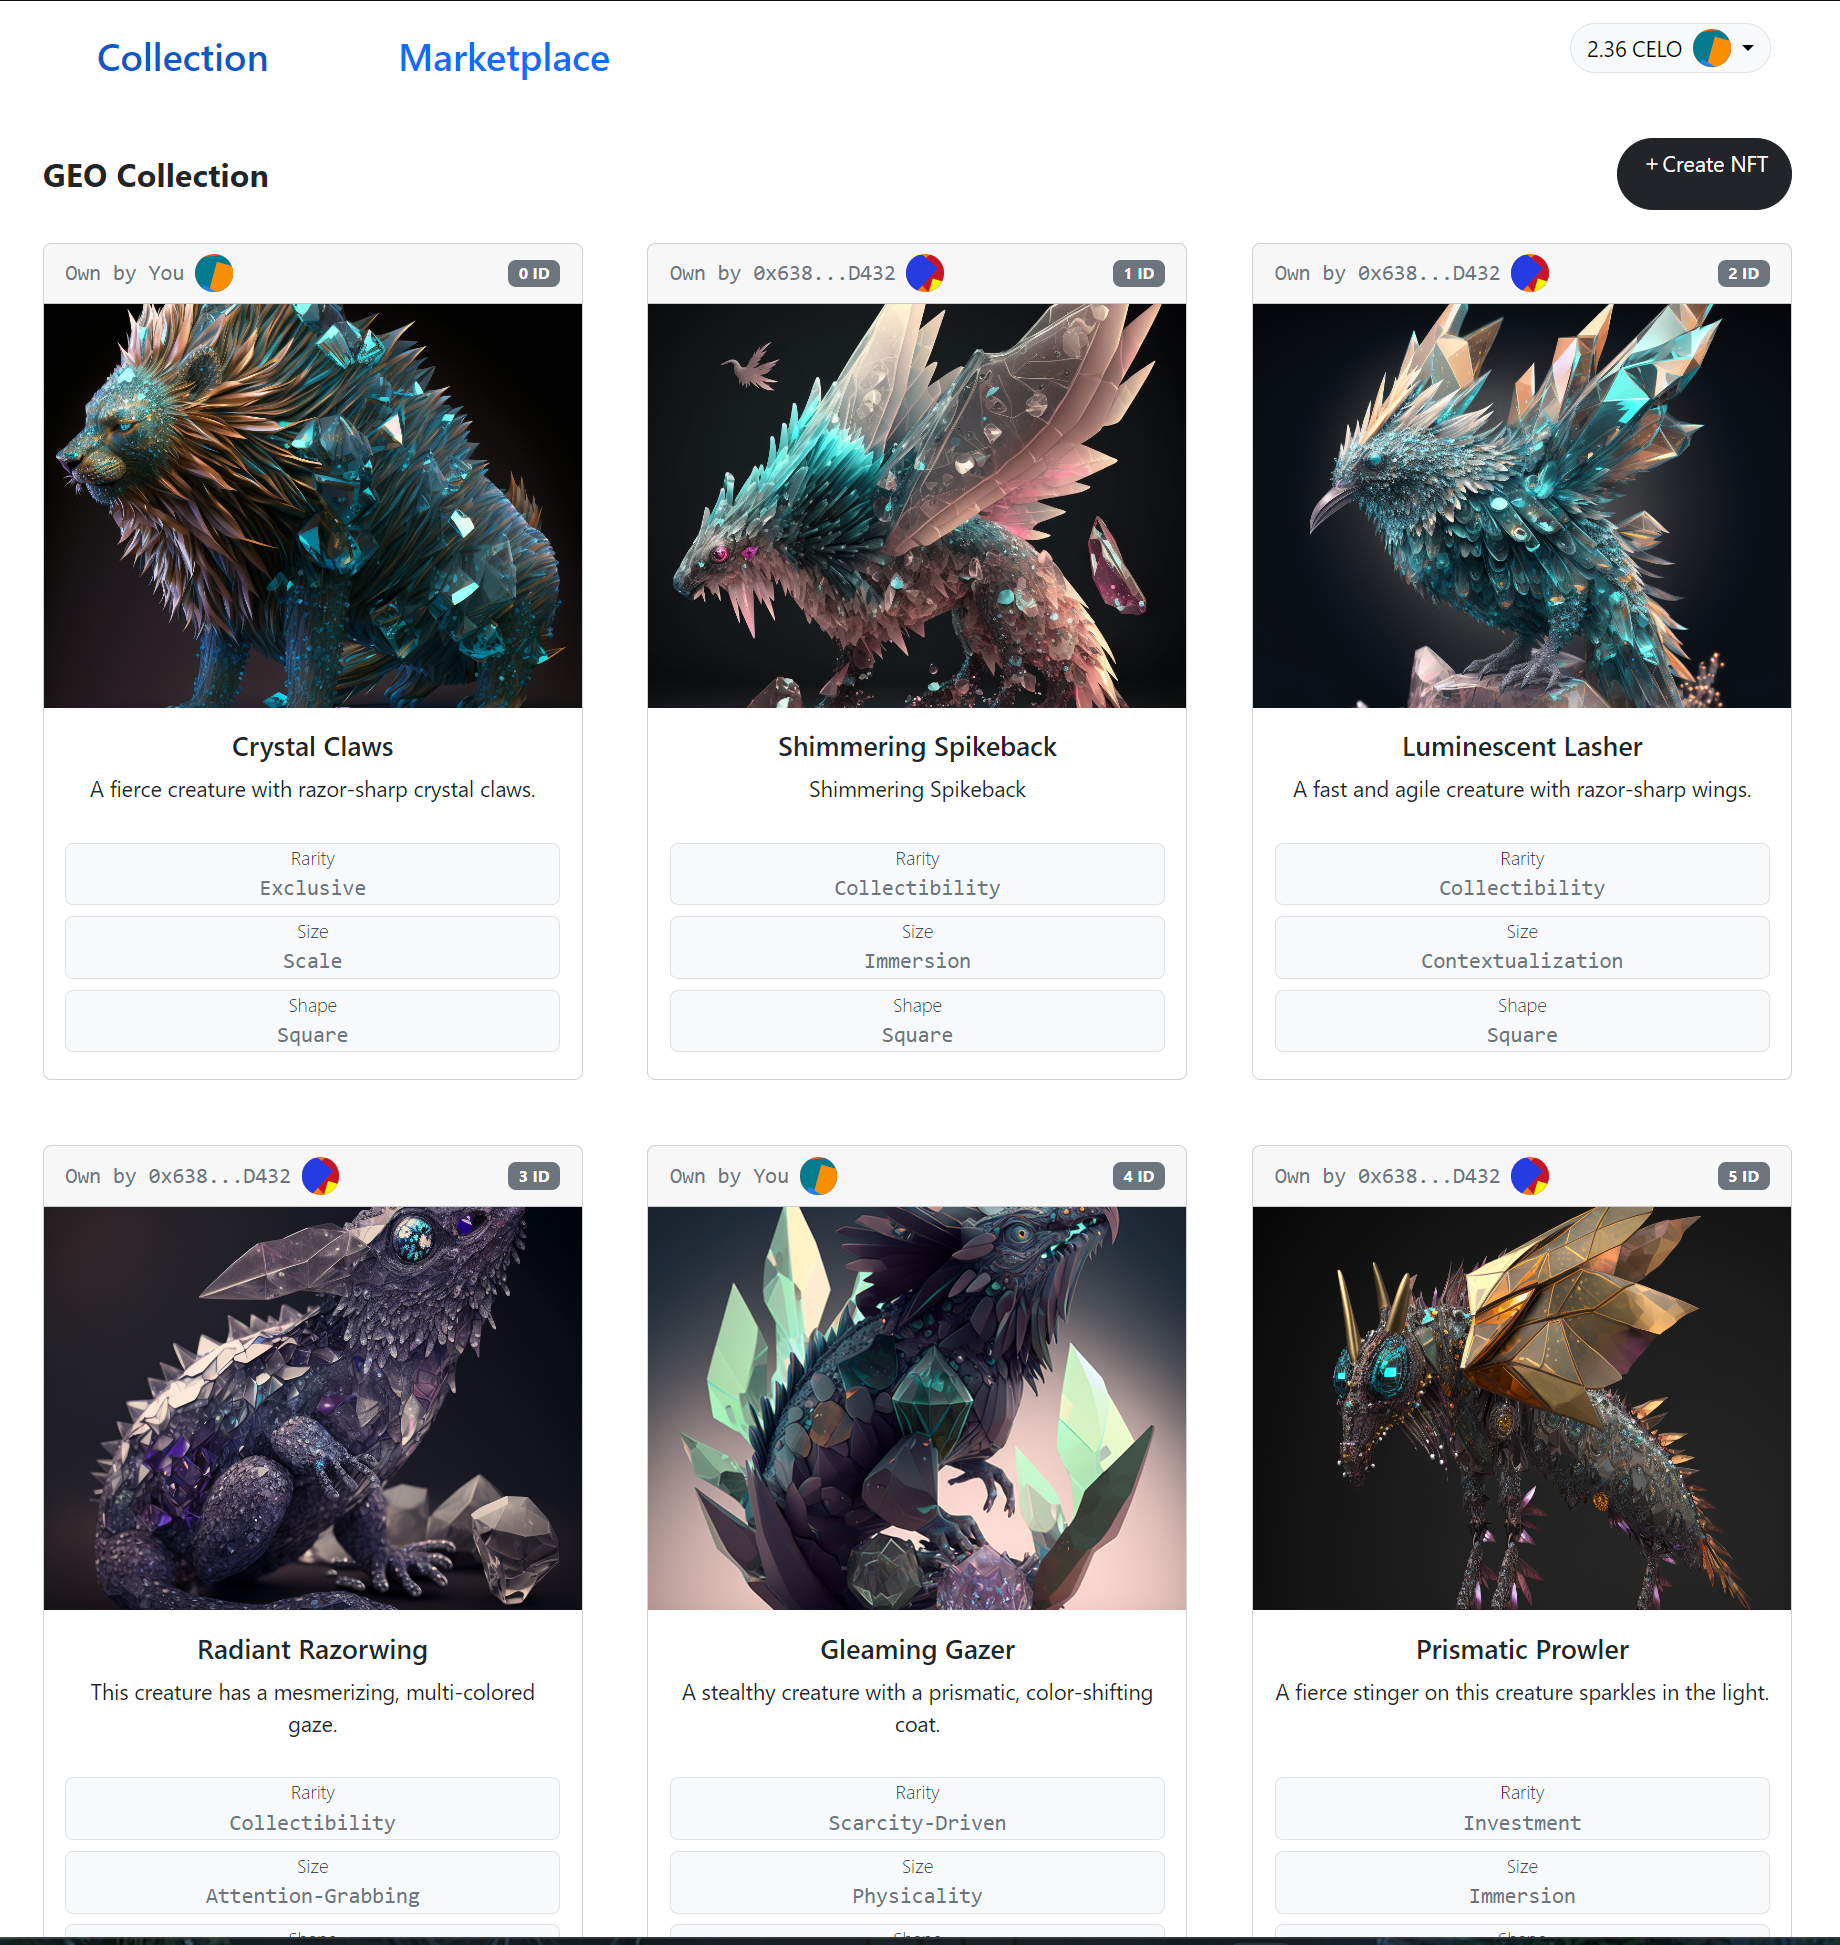 Collection
Marketplace
2.36 CELO
GEO Collection
+ Create NFT
Own by You
0 ID
Own by 0x638...D432
1 ID
Own by 0x638...D432
2 ID
Crystal Claws
A fierce creature with razor-sharp crystal claws.
Rarity
Exclusive
Size
Scale
Shape
Square
Shimmering Spikeback
Shimmering Spikeback
Rarity
Collectibility
Size
Immersion
Shape
Square
Luminescent Lasher
A fast and agile creature with razor-sharp wings.
Rarity
Collectibility
Size
Contextualization
Shape
Square
Own by 0x638...D432
3 ID
Own by You
4 ID
Own by 0x638...D432
5 ID
Radiant Razorwing
This creature has a mesmerizing, multi-colored
gaze.
Rarity
Collectibility
Size
Attention-Grabbing
Shape
Gleaming Gazer
A stealthy creature with a prismatic, color-shifting
coat.
Rarity
Scarcity-Driven
Size
Physicality
Shape
Prismatic Prowler
A fierce stinger on this creature sparkles in the light.
Rarity
Investment
Size
Immersion
Shape